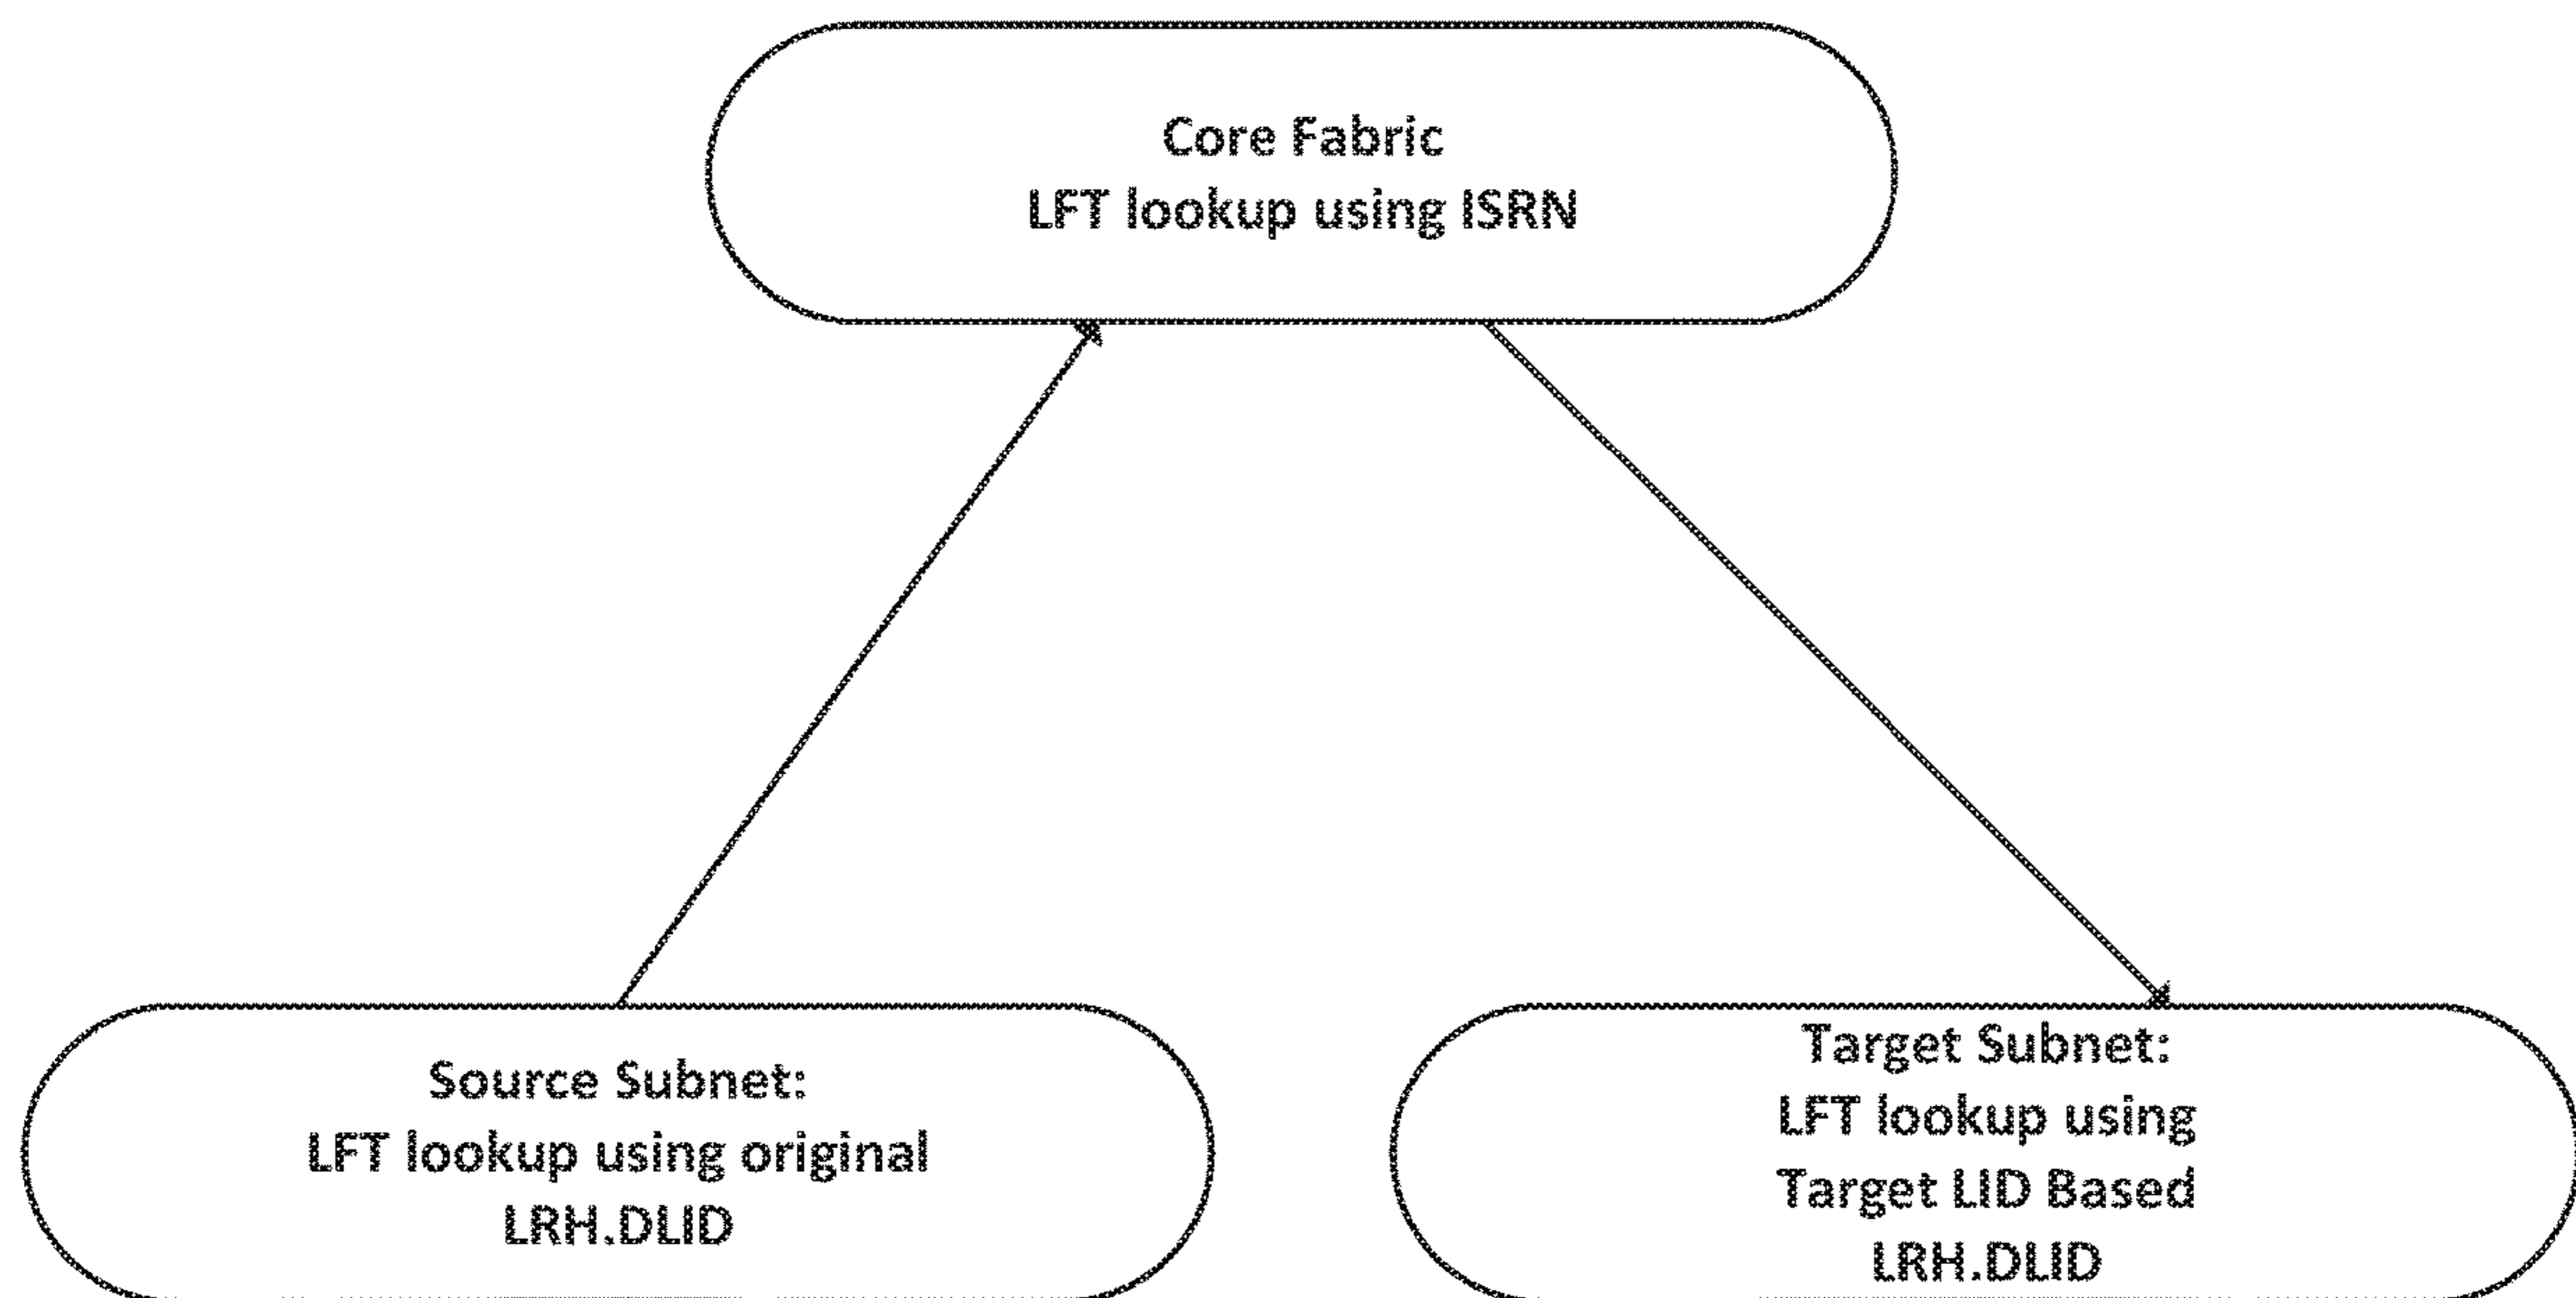 Core Fabric
LFT lookup using ISRN
Source Subnet:
LFT lookup using original
LRH.DLID
Target Subnet:
LFT lookup using
Target LID Based
LRH.DLID